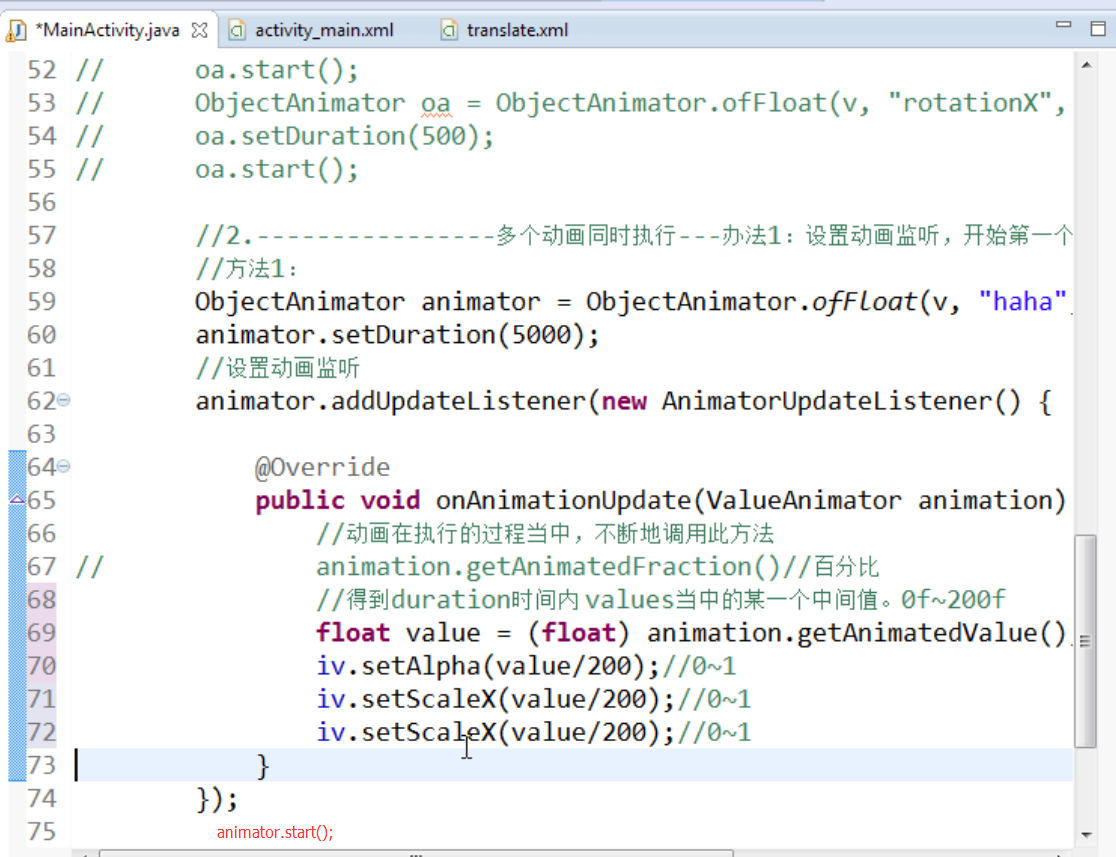 *MainActivity.java activity_main.xml translate.xml
52 // oa.start();
53 // ObjectAnimator oa = ObjectAnimator.ofFloat(v, "rotationX",
54 // oa.setDuration(500);
55 // oa.start();
56
57 //2.----------------多个动画同时执行---办法1：设置动画监听，开始第一个
58 //方法1：
59 ObjectAnimator animator = ObjectAnimator.ofFloat(v, "haha"
60 animator.setDuration(5000);
61 //设置动画监听
62 animator.addUpdateListener(new AnimatorUpdateListener() {
63
64 @Override
65 public void onAnimationUpdate(ValueAnimator animation)
66 //动画在执行的过程当中，不断地调用此方法
67 // animation.getAnimatedFraction()//百分比
68 //得到duration时间内 values当中的某一个中间值。0f~200f
69 float value = (float) animation.getAnimatedValue()
70 iv.setAlpha(value/200);//0~1
71 iv.setScaleX(value/200);//0~1
72 iv.setScaleX(value/200);//0~1
73 }
74 });
75 animator.start();